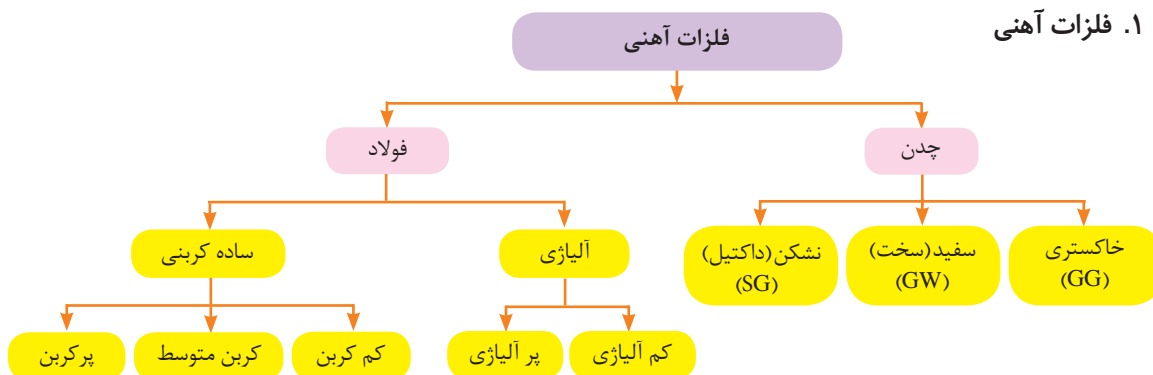 ۱. فلزات آهنی
فلزات آهنی
چدن
فولاد
خاکستری
(GG)
سفید(سخت)
(GW)
نشکن(داکتیل)
(SG)
آلیاژی
ساده کربنی
کم آلیاژی
پر آلیاژی
کم کربن
کربن متوسط
پرکربن